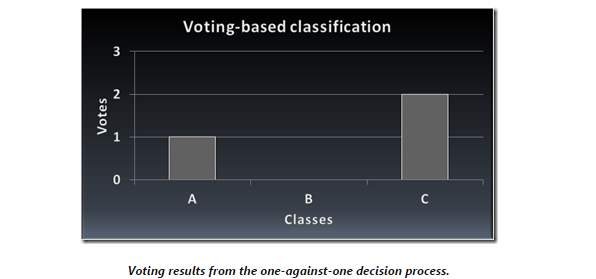 Voting-based classification
3
2
1
0
Votes
A B C
Classes
Voting results from the one-against-one decision process.